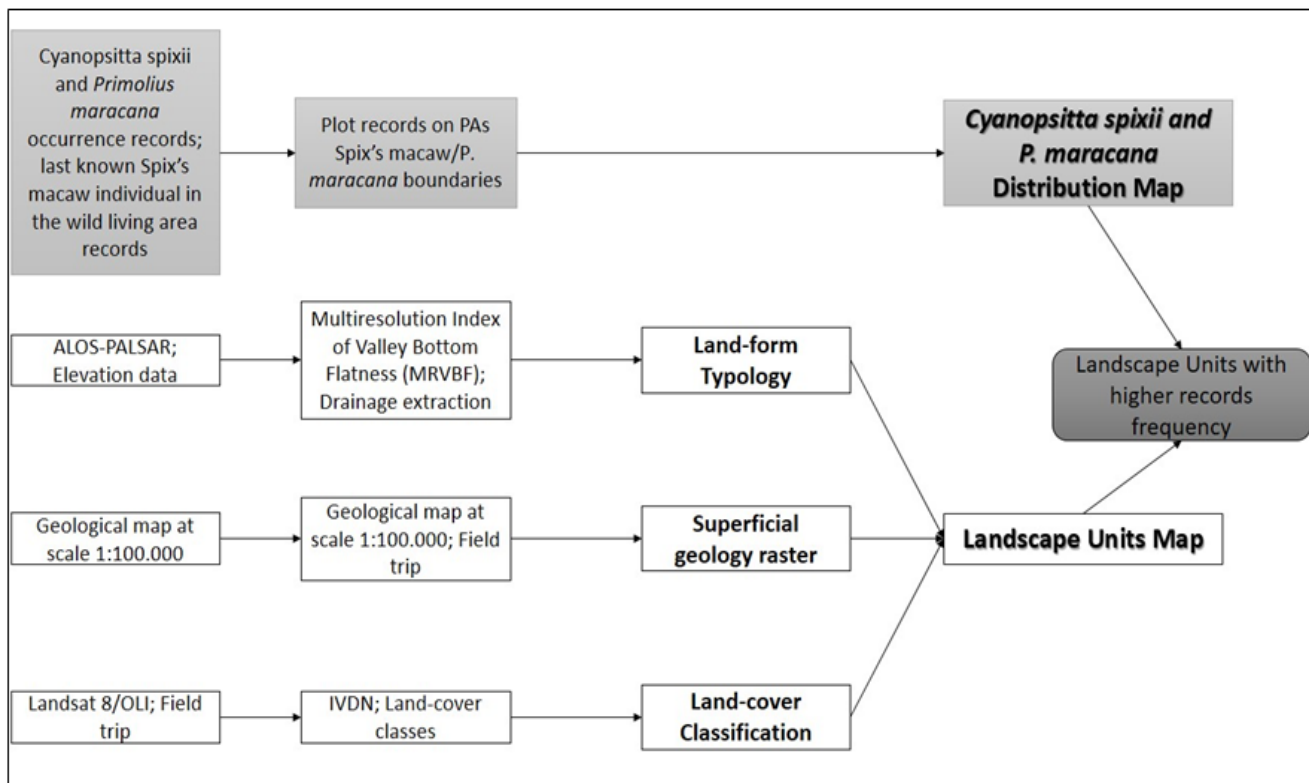 Cyanopsitta spixii
and Primolius
maracana
occurrence records;
last known Spix's
macaw individual in
the wild living area
records
Plot records on PAs
Spix's macaw/P.
maracana boundaries
Cyanopsitta spixii and
P. maracana
Distribution Map
ALOS-PALSAR;
Elevation data
Multiresolution Index
of Valley Bottom
Flatness (MRVBF);
Drainage extraction
Land-form
Typology
Landscape Units with
higher records
frequency
Geological map at
scale 1:100.000
Geological map at
scale 1:100.000; Field
trip
Superficial
geology raster
Landscape Units Map
Landsat 8/OLI; Field
trip
IVDN; Land-cover
classes
Land-cover
Classification